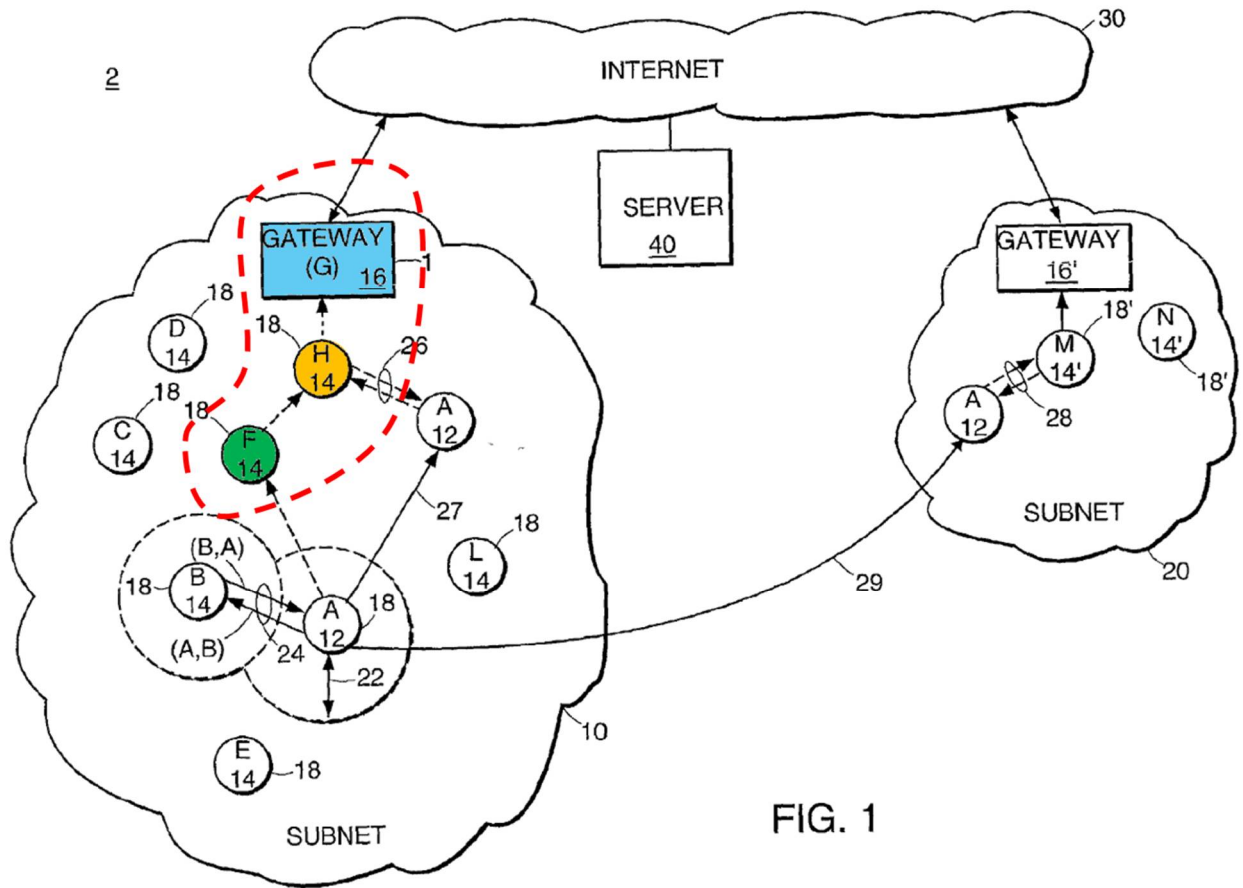 30
2
INTERNET
SERVER
40
GATEWAY
(G)
16
1
GATEWAY
16'
18
D
14
18
H
14
26
18'
N
14'
18'
M
14'
18
C
14
18
F
14
A
12
A
12
28
27
SUBNET
18
L
14
29
20
(B,A)
18
B
14
A
12
18
(A,B)
24
22
10
E
14
18
SUBNET
FIG. 1